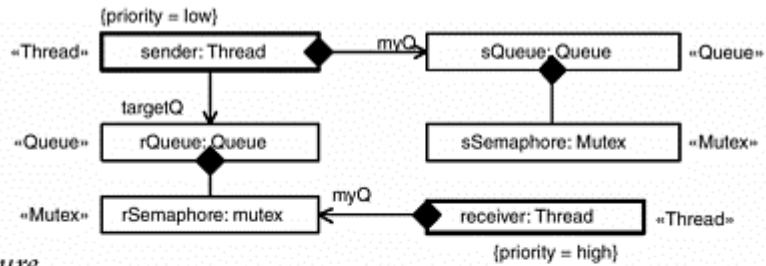 {priority = low}
«Thread» sender: Thread myQ sQueue: Queue «Queue»
targetQ
«Queue» rQueue: Queue sSemaphore: Mutex «Mutex»
«Mutex» rSemaphore: mutex myQ receiver: Thread «Thread»
{priority = high}